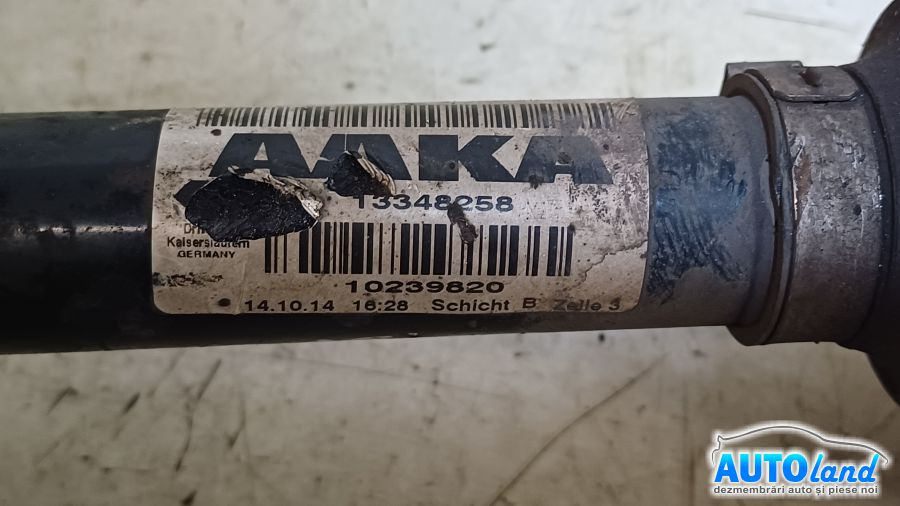 AAKA
13348258
Kaiserslautern
GERMANY
10239820
14.10.14 16:28 Schicht B Zelle 3
AUTOland
dezmembrări auto și piese noi